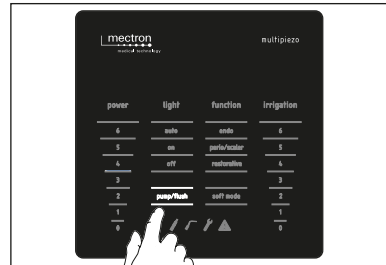 mectron
medical technology
multipiezo
power light function irrigation
6 auto endo 6
5 on perio/scaler 5
4 off restorative 4
3 3
2 pump/flush soft mode 2
1 1
0 0